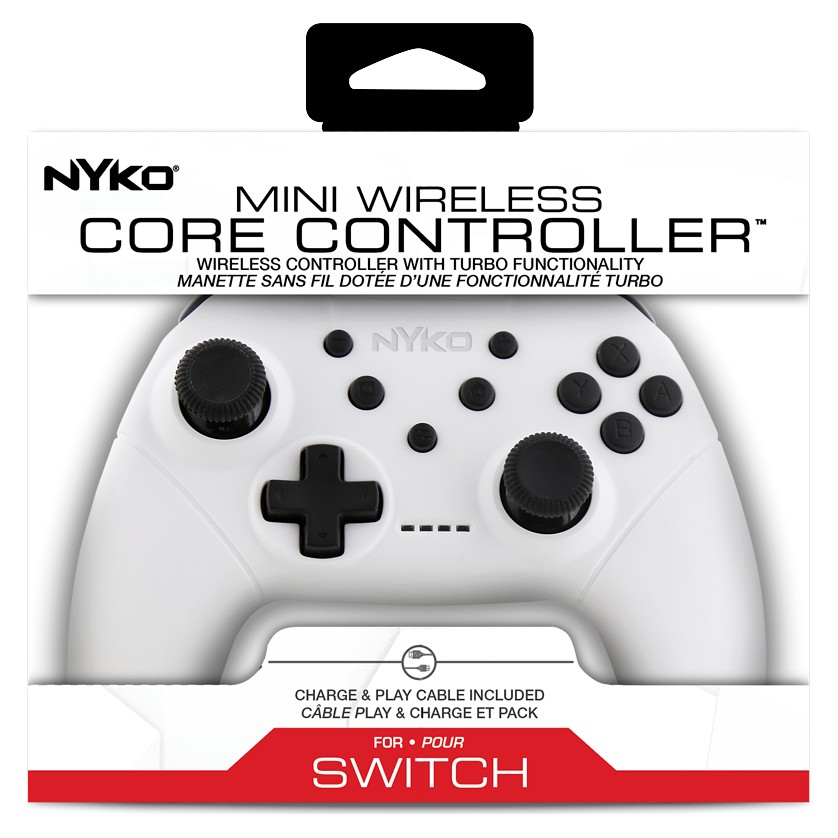 NYKO®
MINI WIRELESS
CORE CONTROLLER™
WIRELESS CONTROLLER WITH TURBO FUNCTIONALITY
MANETTE SANS FIL DOTÉE D'UNE FONCTIONNALITÉ TURBO
NYKO
X
Y A
B
CHARGE & PLAY CABLE INCLUDED
CÂBLE PLAY & CHARGE ET PACK
FOR • POUR
SWITCH